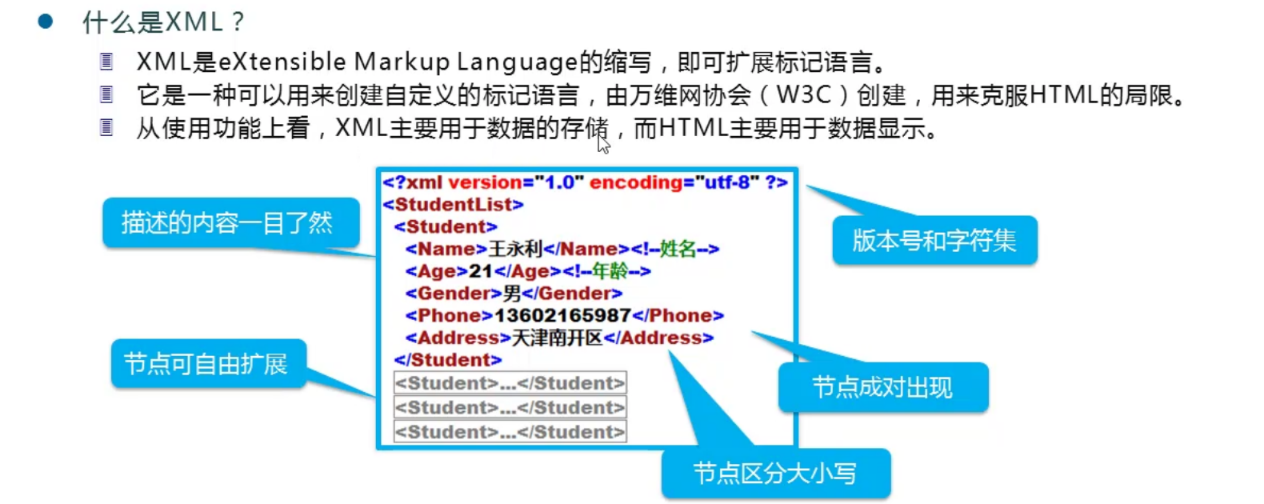 什么是XML？
XML是eXtensible Markup Language的缩写，即可扩展标记语言。
它是一种可以用来创建自定义的标记语言，由万维网协会（W3C）创建，用来克服HTML的局限。
从使用功能上看，XML主要用于数据的存储，而HTML主要用于数据显示。
<?xml version="1.0" encoding="utf-8" ?>
<StudentList>
<Student>
<Name>王永利</Name><!--姓名-->
<Age>21</Age><!--年龄-->
<Gender>男</Gender>
<Phone>13602165987</Phone>
<Address>天津南开区</Address>
</Student>
<Student>...</Student>
<Student>...</Student>
<Student>...</Student>
描述的内容一目了然
版本号和字符集
节点可自由扩展
节点成对出现
节点区分大小写